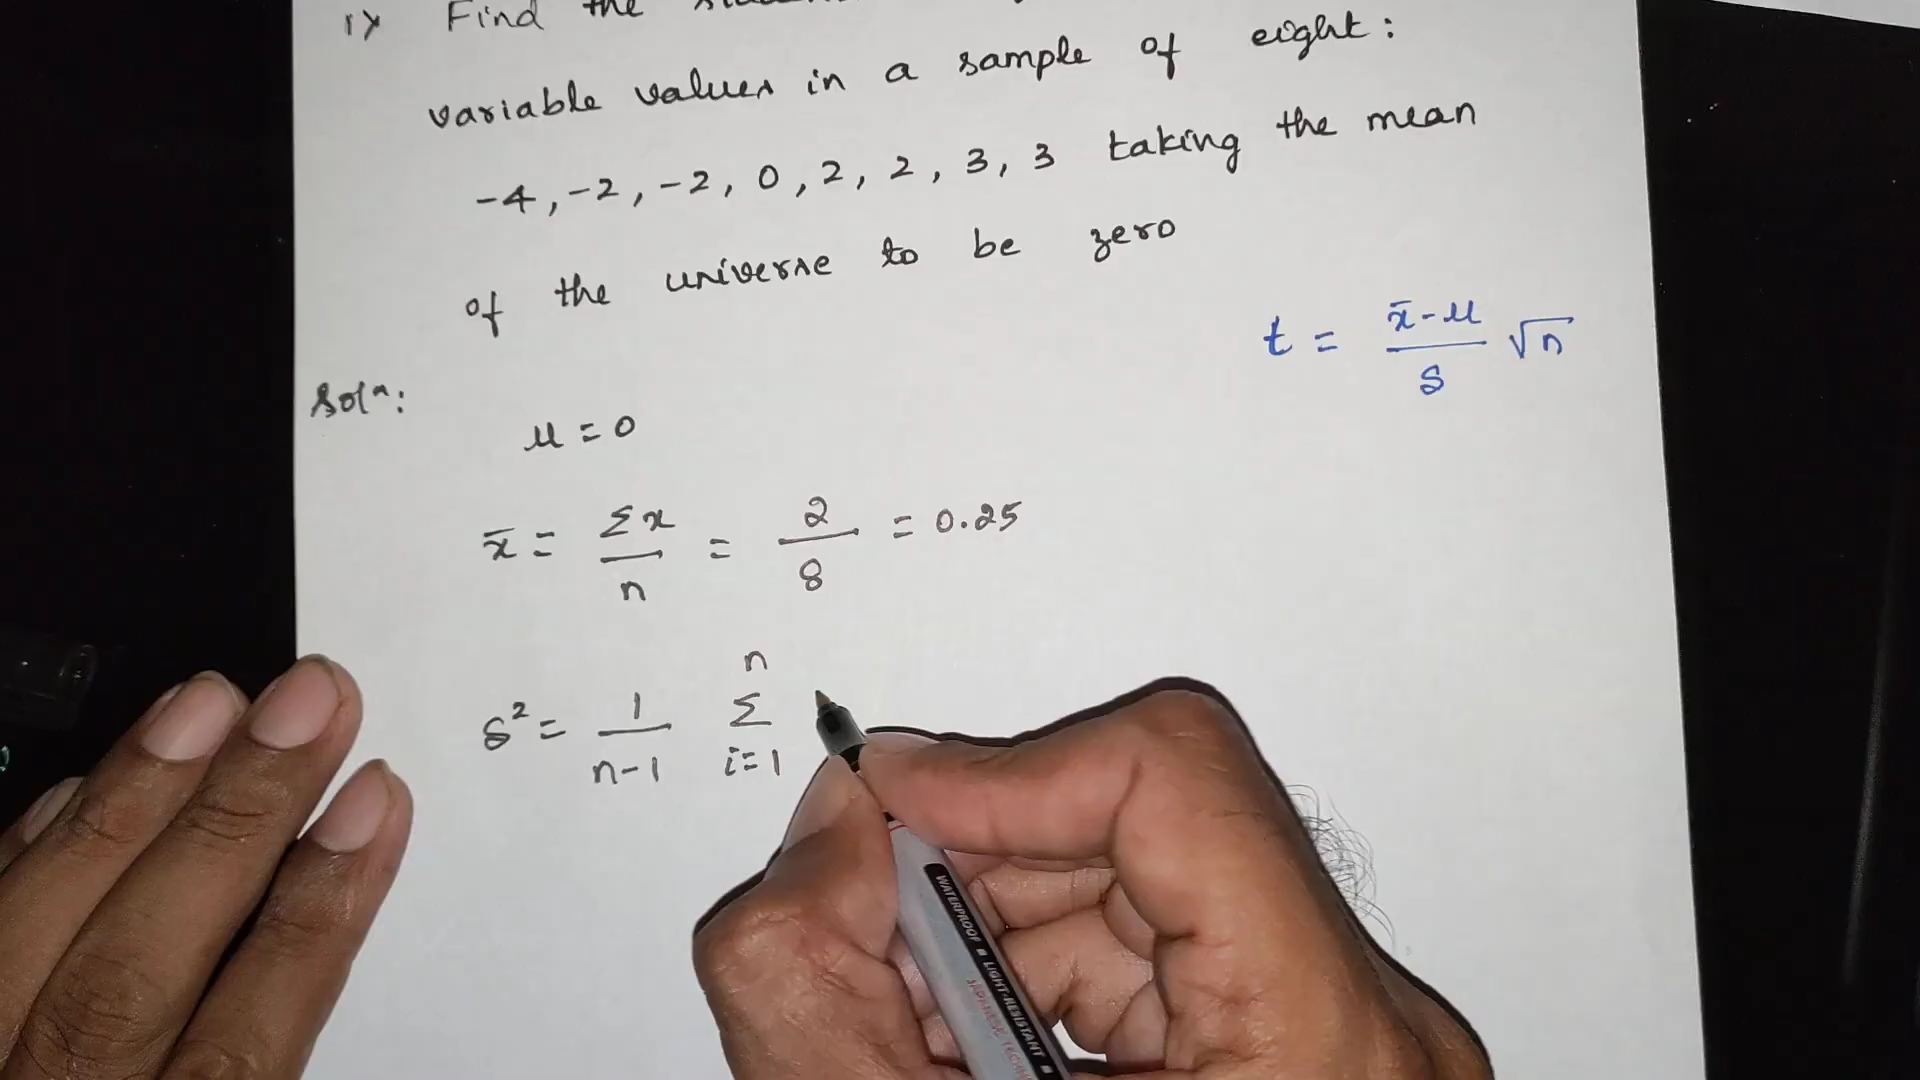 1) Find the
variable values in a sample of eight:
-4, -2, -2, 0, 2, 2, 3, 3 taking the mean
of the universe to be zero
t = x̄-μ / s √n
Solⁿ:
μ = 0
x̄ = Σx / n = 2 / 8 = 0.25
s² = 1 / n-1 n Σ i=1
WATERPROOF ■ LIGHT-RESISTANT ■